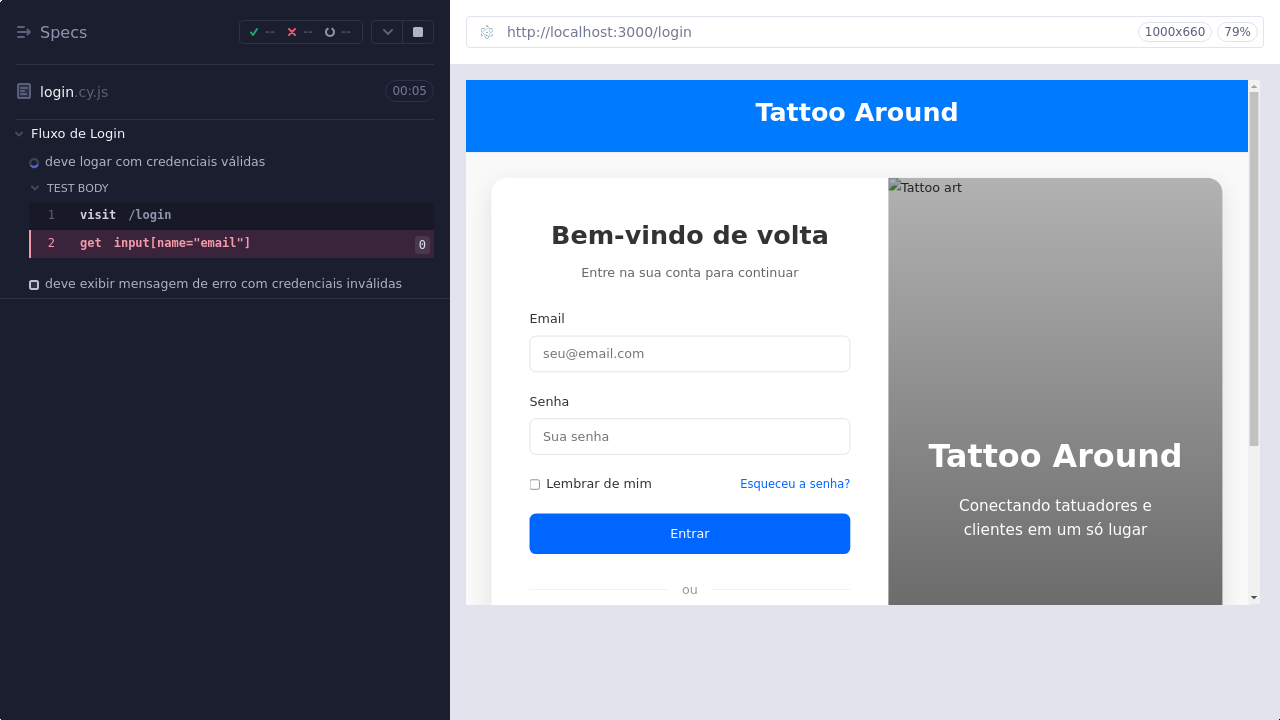 Specs
-- -- --
login.cy.js
00:05
Fluxo de Login
deve logar com credenciais válidas
TEST BODY
1 visit /login
2 get input[name="email"] 0
deve exibir mensagem de erro com credenciais inválidas
http://localhost:3000/login
1000x660
79%
Tattoo Around
Bem-vindo de volta
Entre na sua conta para continuar
Email
seu@email.com
Senha
Sua senha
Lembrar de mim
Esqueceu a senha?
Entrar
ou
Tattoo art
Tattoo Around
Conectando tatuadores e
clientes em um só lugar